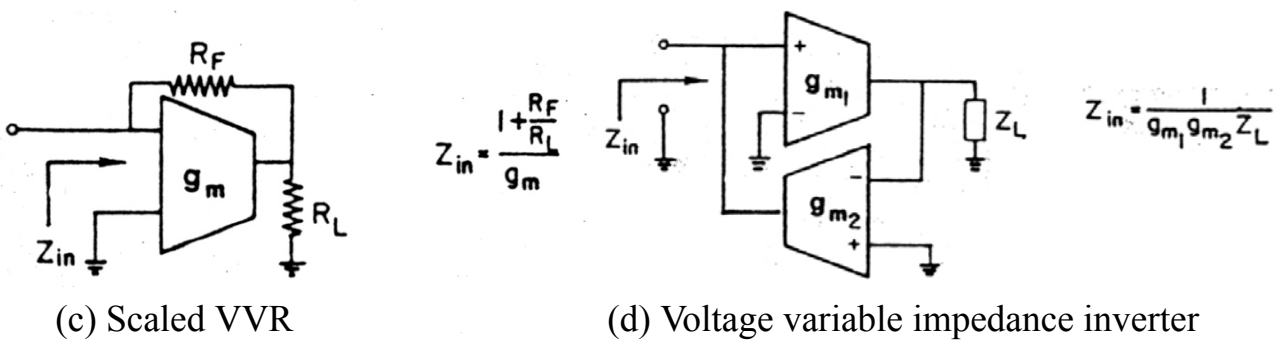 R_F
g_m
R_L
Z_in
Z_in = (1 + R_F/R_L)/g_m
(c) Scaled VVR
+
g_m1
−
Z_in
Z_L
−
g_m2
+
Z_in = 1/(g_m1 g_m2 Z_L)
(d) Voltage variable impedance inverter